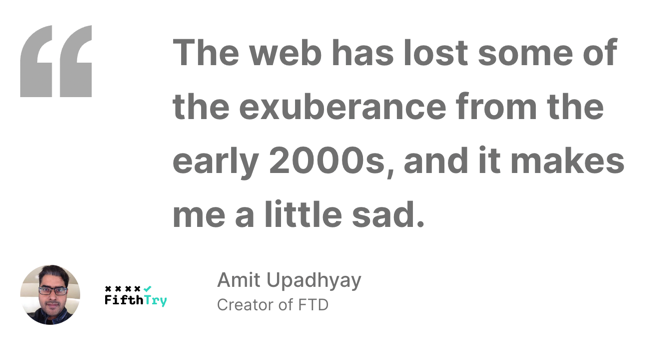 “
The web has lost some of
the exuberance from the
early 2000s, and it makes
me a little sad.
FifthTry
Amit Upadhyay
Creator of FTD